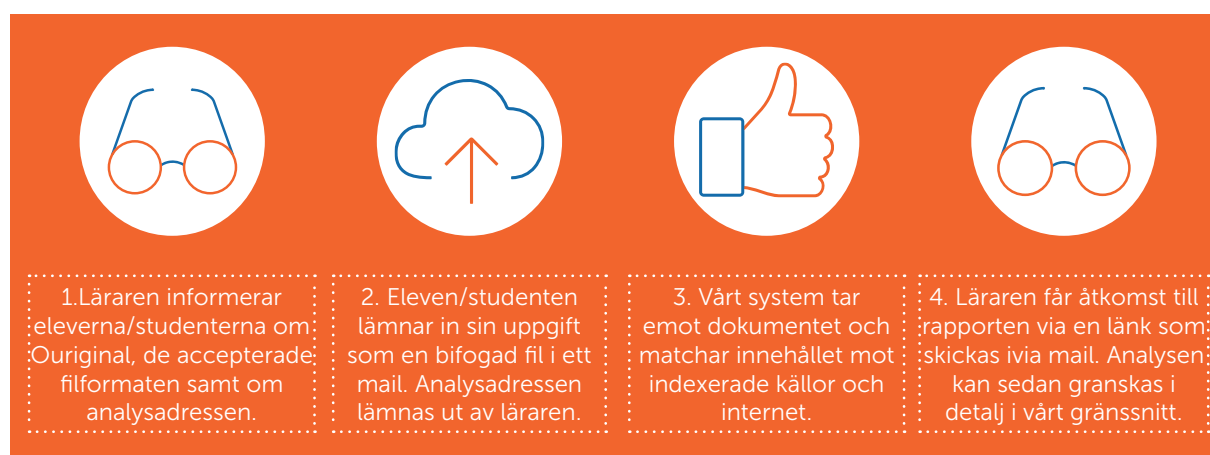 1.Läraren informerar
eleverna/studenterna om
Ouriginal, de accepterade
filformaten samt om
analysadressen.
2. Eleven/studenten
lämnar in sin uppgift
som en bifogad fil i ett
mail. Analysadressen
lämnas ut av läraren.
3. Vårt system tar
emot dokumentet och
matchar innehållet mot
indexerade källor och
internet.
4. Läraren får åtkomst till
rapporten via en länk som
skickas ivia mail. Analysen
kan sedan granskas i
detalj i vårt gränssnitt.